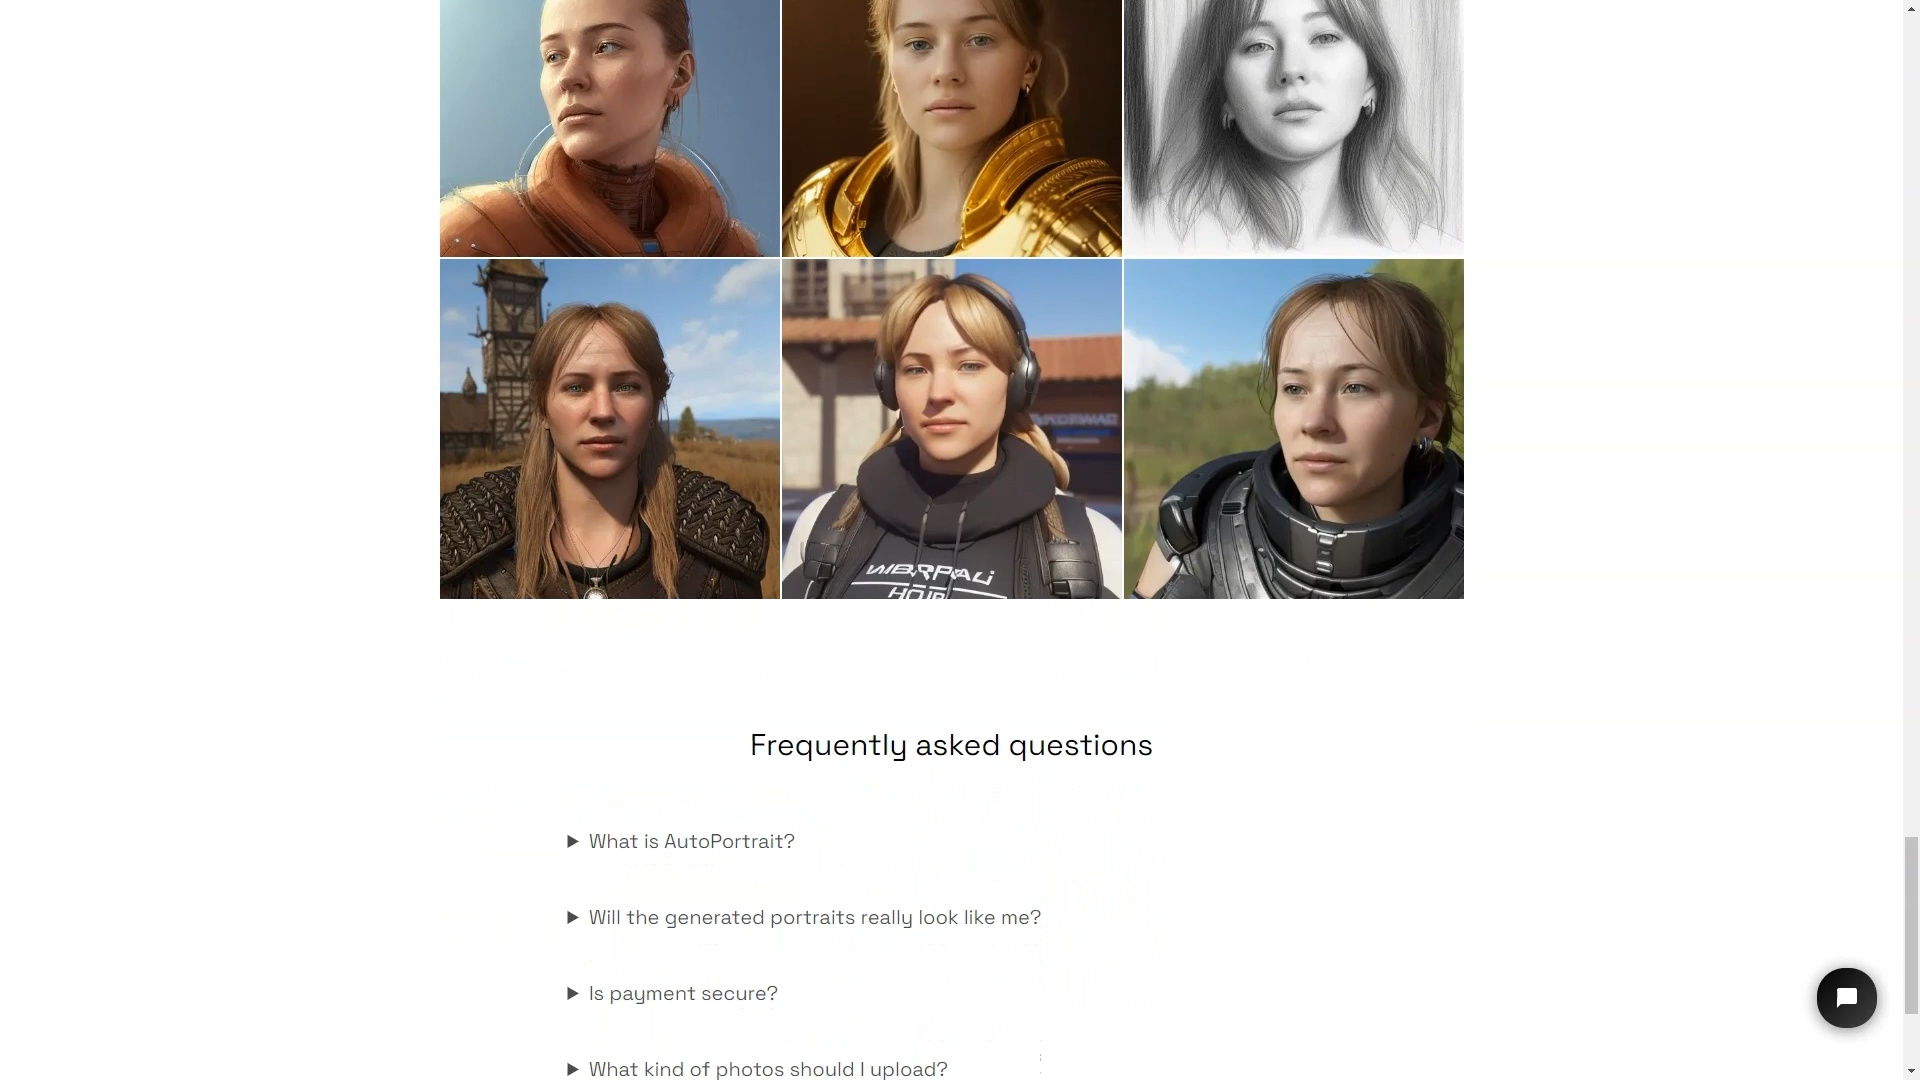 Frequently asked questions
What is AutoPortrait?
Will the generated portraits really look like me?
Is payment secure?
What kind of photos should I upload?